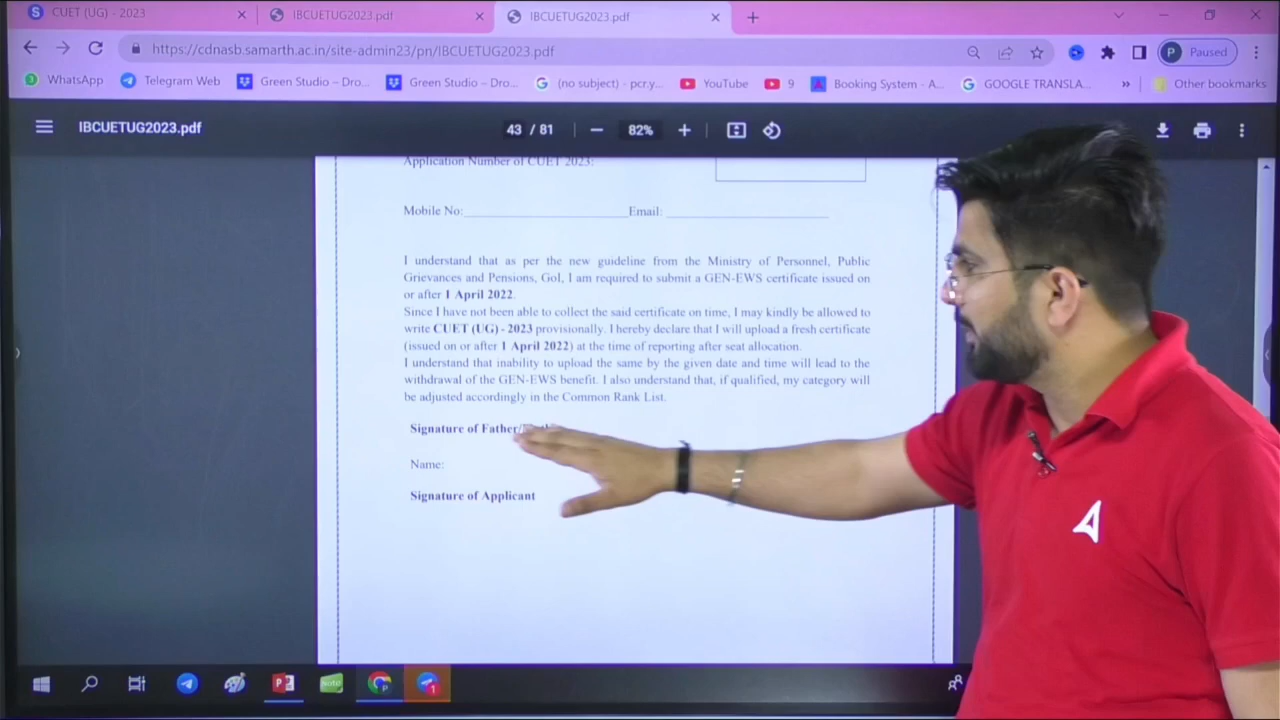 CUET (UG) - 2023
IBCUETUG2023.pdf
IBCUETUG2023.pdf
https://cdnasb.samarth.ac.in/site-admin23/pn/IBCUETUG2023.pdf
P Paused
WhatsApp
Telegram Web
Green Studio – Dro...
Green Studio – Dro...
(no subject) - pcr.y...
YouTube
9
Booking System - A...
GOOGLE TRANSLA...
»
Other bookmarks
IBCUETUG2023.pdf
43 / 81
82%
Application Number of CUET 2023:
Mobile No: Email:
I understand that as per the new guideline from the Ministry of Personnel, Public
Grievances and Pensions, GoI, I am required to submit a GEN-EWS certificate issued on
or after 1 April 2022.
Since I have not been able to collect the said certificate on time, I may kindly be allowed to
write CUET (UG) - 2023 provisionally. I hereby declare that I will upload a fresh certificate
(issued on or after 1 April 2022) at the time of reporting after seat allocation.
I understand that inability to upload the same by the given date and time will lead to the
withdrawal of the GEN-EWS benefit. I also understand that, if qualified, my category will
be adjusted accordingly in the Common Rank List.
Signature of Father/
Name:
Signature of Applicant
1